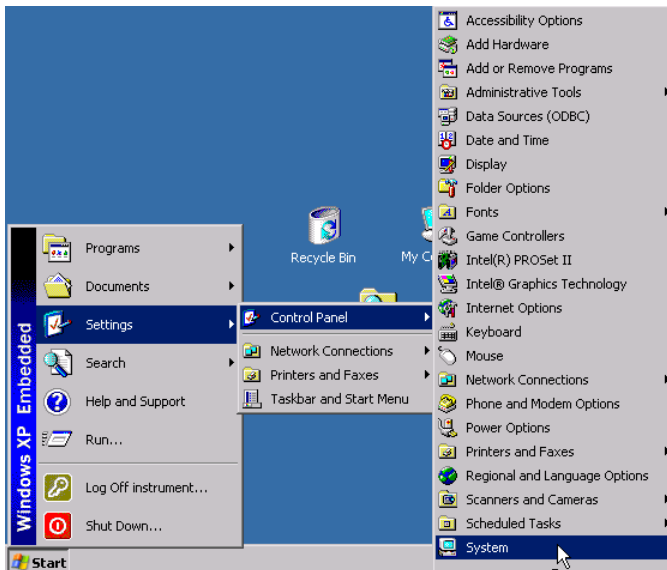 Accessibility Options
Add Hardware
Add or Remove Programs
Administrative Tools
Data Sources (ODBC)
Date and Time
Display
Folder Options
Fonts
Game Controllers
Intel(R) PROSet II
Intel® Graphics Technology
Internet Options
Keyboard
Mouse
Network Connections
Phone and Modem Options
Power Options
Printers and Faxes
Regional and Language Options
Scanners and Cameras
Scheduled Tasks
System
Recycle Bin
My C
Control Panel
Network Connections
Printers and Faxes
Taskbar and Start Menu
Programs
Documents
Settings
Search
Help and Support
Run...
Log Off instrument...
Shut Down...
Windows XP Embedded
Start